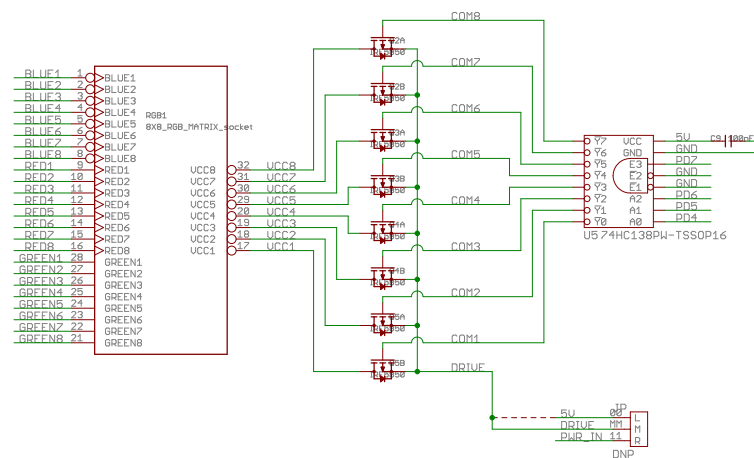 COM8
COM7
COM6
COM5
COM4
COM3
COM2
COM1
DRIVE
BLUE1 1 BLUE1
BLUE2 2 BLUE2
BLUE3 3 BLUE3
BLUE4 4 BLUE4
BLUE5 5 BLUE5
BLUE6 6 BLUE6
BLUE7 7 BLUE7
BLUE8 8 BLUE8
RED1 9 RED1
RED2 10 RED2
RED3 11 RED3
RED4 12 RED4
RED5 13 RED5
RED6 14 RED6
RED7 15 RED7
RED8 16 RED8
GREEN1 28 GREEN1
GREEN2 27 GREEN2
GREEN3 26 GREEN3
GREEN4 25 GREEN4
GREEN5 24 GREEN5
GREEN6 23 GREEN6
GREEN7 22 GREEN7
GREEN8 21 GREEN8
RGB1
8X8_RGB_MATRIX_socket
VCC8 32 VCC8
VCC7 31 VCC7
VCC6 30 VCC6
VCC5 29 VCC5
VCC4 20 VCC4
VCC3 19 VCC3
VCC2 18 VCC2
VCC1 17 VCC1
Y7 VCC 5V C9 100nF
Y6 GND GND
Y5 E3 PD7
Y4 E2 GND
Y3 E1 GND
Y2 A2 PD6
Y1 A1 PD5
Y0 A0 PD4
U574HC138PW-TSSOP16
JP
5V L
DRIVE MM M
PWR_IN 11 R
DNP